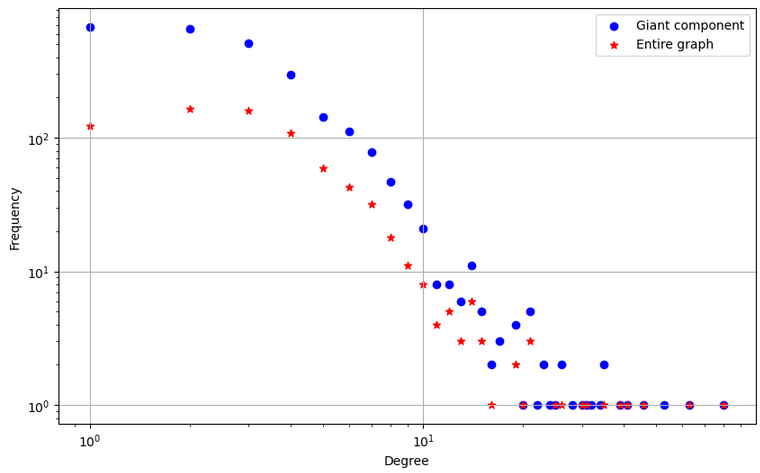 Giant component
Entire graph
Frequency
10²
10¹
10⁰
10⁰
10¹
Degree